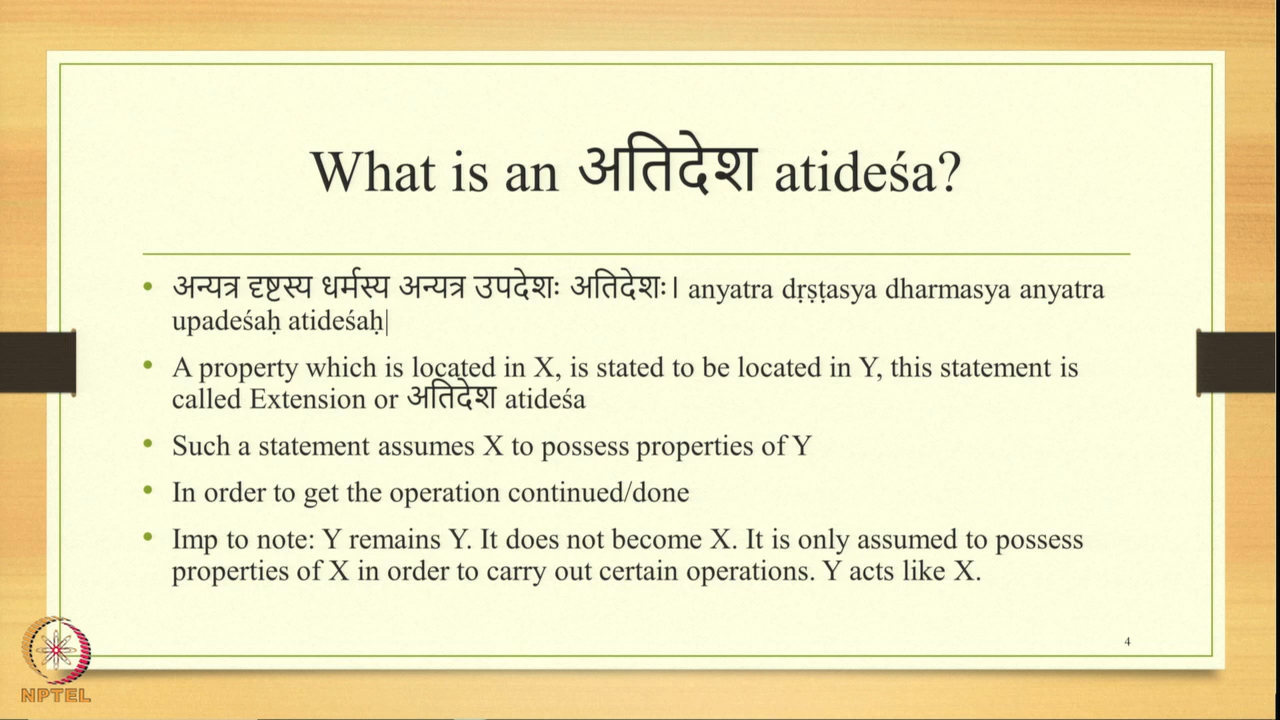 What is an अतिदेश atideśa?
• अन्यत्र दृष्टस्य धर्मस्य अन्यत्र उपदेशः अतिदेशः। anyatra dṛṣṭasya dharmasya anyatra
upadeśaḥ atideśaḥ|
• A property which is located in X, is stated to be located in Y, this statement is
called Extension or अतिदेश atideśa
• Such a statement assumes X to possess properties of Y
• In order to get the operation continued/done
• Imp to note: Y remains Y. It does not become X. It is only assumed to possess
properties of X in order to carry out certain operations. Y acts like X.
4
NPTEL